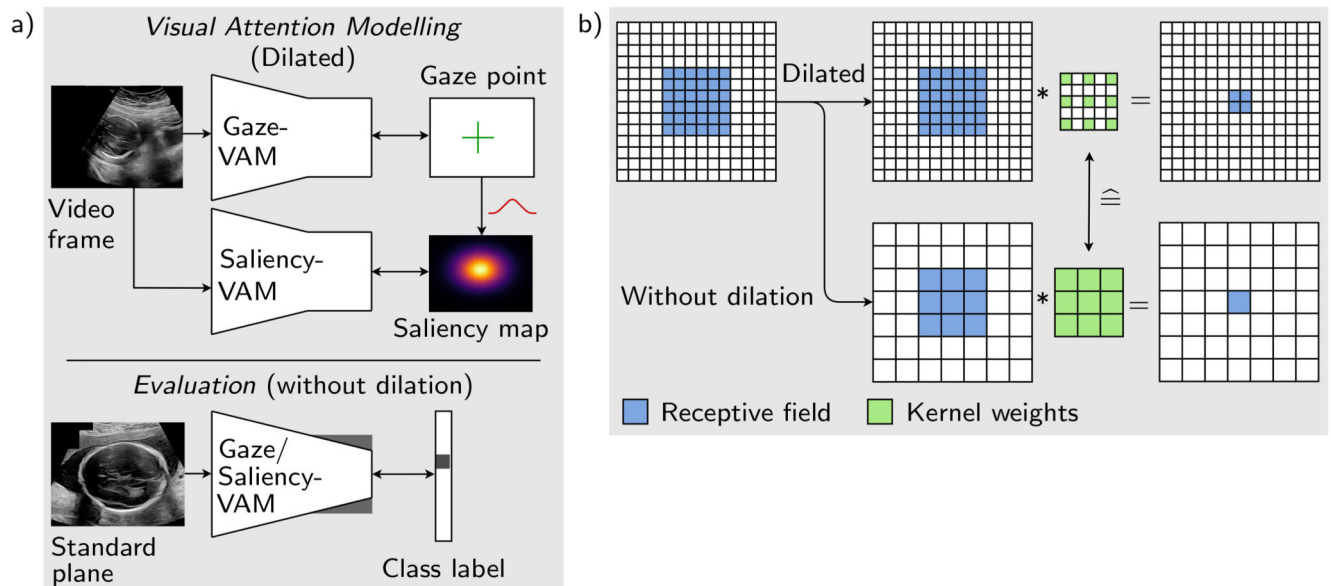 a)
Visual Attention Modelling
(Dilated)
Gaze point
Gaze-
VAM
Video
frame
Saliency-
VAM
Saliency map
Evaluation (without dilation)
Gaze/
Saliency-
VAM
Standard
plane
Class label
b)
Dilated
* =
≙
Without dilation
* =
Receptive field
Kernel weights